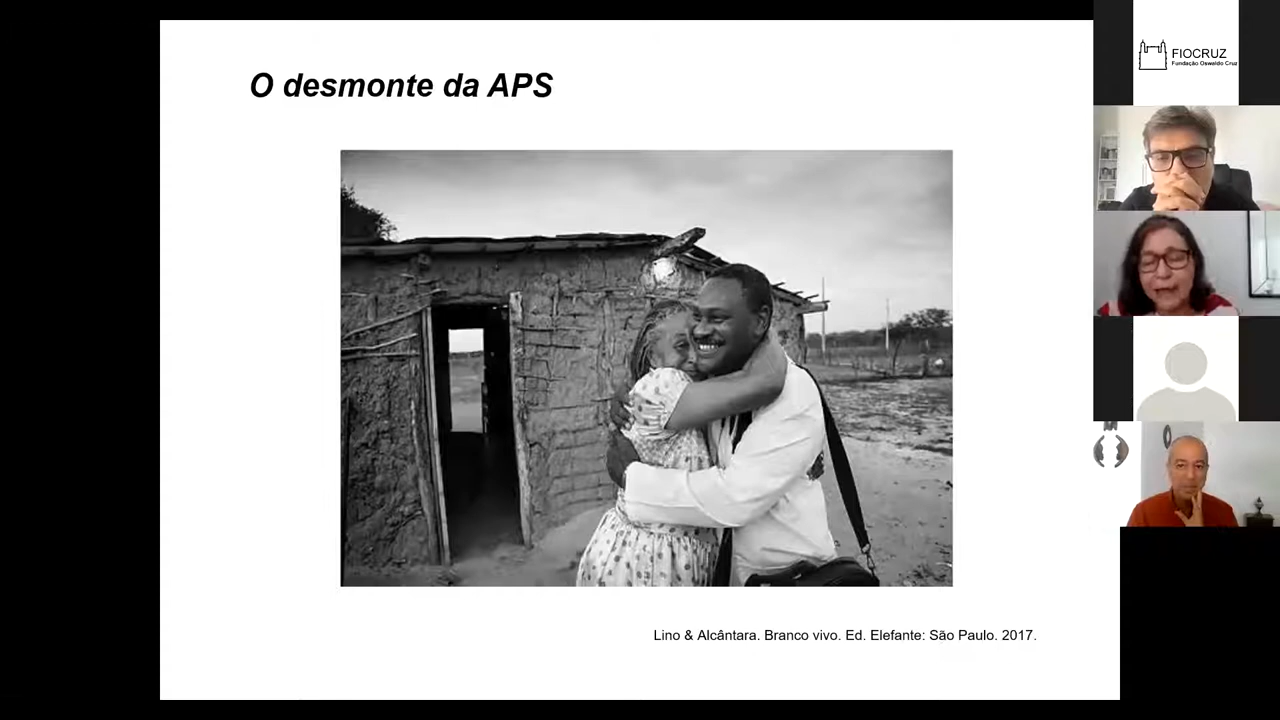 O desmonte da APS
Lino & Alcântara. Branco vivo. Ed. Elefante: São Paulo. 2017.
FIOCRUZ
Fundação Oswaldo Cruz